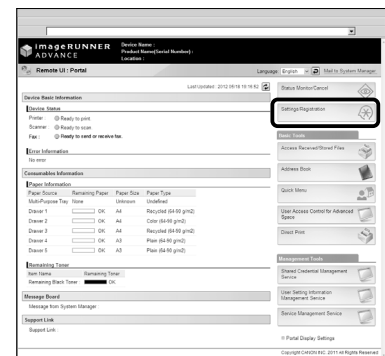 imageRUNNER ADVANCE
Device Name :
Product Name(Serial Number) :
Location :
Remote UI : Portal
Language : English
Mail to System Manager
Last Updated : 2012 05/18 10:18:52
Device Basic Information
Device Status
Printer : Ready to print.
Scanner : Ready to scan.
Fax : Ready to send or receive fax.
Error Information
No error
Consumables Information
Paper Information
Paper Source Remaining Paper Paper Size Paper Type
Multi-Purpose Tray None Unknown Undefined
Drawer 1 OK A4 Recycled (64-90 g/m2)
Drawer 2 OK A4 Color (64-90 g/m2)
Drawer 3 OK A4 Recycled (64-90 g/m2)
Drawer 4 OK A3 Plain (64-90 g/m2)
Drawer 5 OK A3 Plain (64-90 g/m2)
Remaining Toner
Item Name Remaining Toner
Remaining Black Toner : OK
Message Board
Message from System Manager :
Support Link
Support Link :
Status Monitor/Cancel
Settings/Registration
Basic Tools
Access Received/Stored Files
Address Book
Quick Menu
User Access Control for Advanced
Space
Direct Print
Management Tools
Shared Credential Management
Service
User Setting Information
Management Service
Service Management Service
Portal Display Settings
Copyright CANON INC. 2011 All Rights Reserved